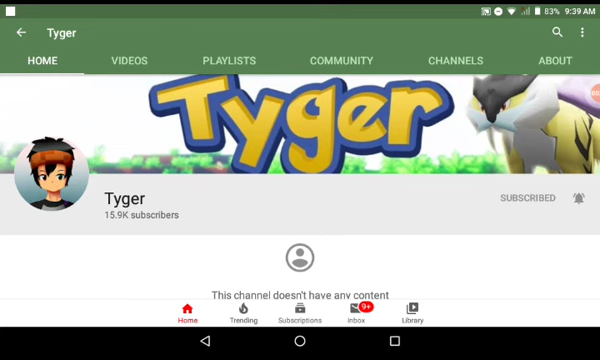 83% 9:39 AM
Tyger
HOME VIDEOS PLAYLISTS COMMUNITY CHANNELS ABOUT
Tyger
Tyger
15.9K subscribers
SUBSCRIBED
This channel doesn't have any content
9+
Home Trending Subscriptions Inbox Library